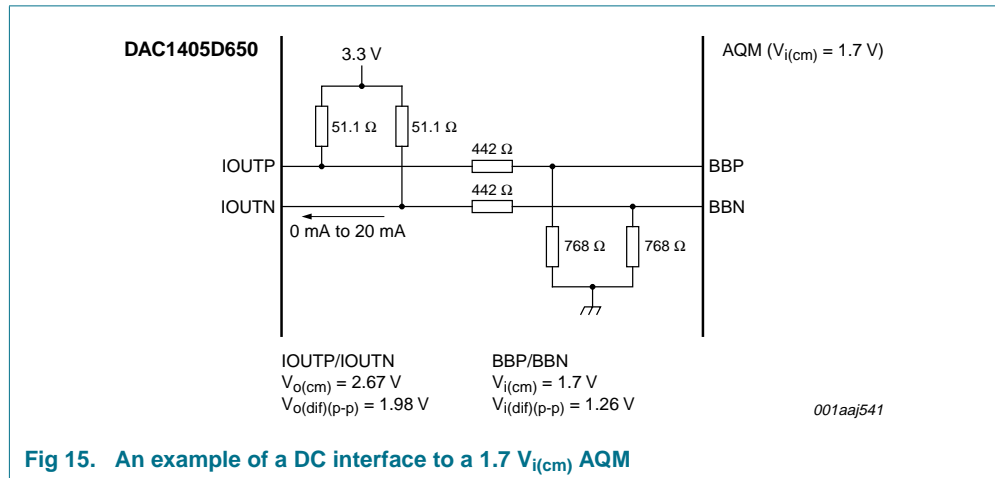 DAC1405D650
AQM (Vi(cm) = 1.7 V)
3.3 V
51.1 Ω
51.1 Ω
442 Ω
IOUTP
BBP
442 Ω
IOUTN
BBN
0 mA to 20 mA
768 Ω
768 Ω
IOUTP/IOUTN
Vo(cm) = 2.67 V
Vo(dif)(p-p) = 1.98 V
BBP/BBN
Vi(cm) = 1.7 V
Vi(dif)(p-p) = 1.26 V
001aaj541
Fig 15. An example of a DC interface to a 1.7 Vi(cm) AQM